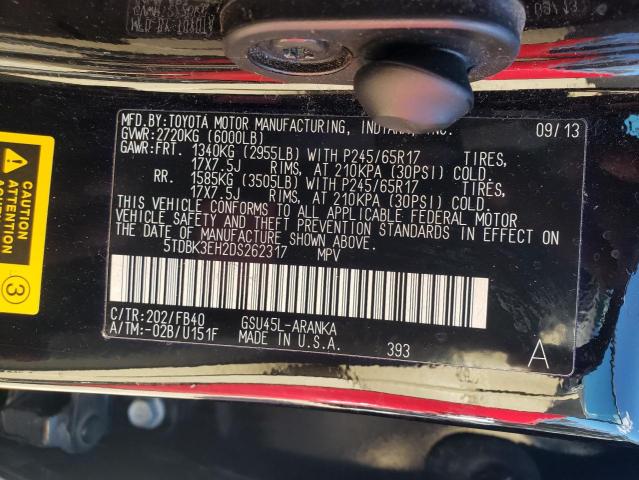 MFD.BY:TOYOTA MOTOR MANUFACTURING, INDIANA, INC. 09/13
GVWR:2720KG (6000LB)
GAWR:FRT. 1340KG (2955LB) WITH P245/65R17 TIRES,
17X7.5J RIMS, AT 210KPA (30PSI) COLD.
RR. 1585KG (3505LB) WITH P245/65R17 TIRES,
17X7.5J RIMS, AT 210KPA (30PSI) COLD.
THIS VEHICLE CONFORMS TO ALL APPLICABLE FEDERAL MOTOR
VEHICLE SAFETY AND THEFT PREVENTION STANDARDS IN EFFECT ON
THE DATE OF MANUFACTURE SHOWN ABOVE.
5TDBK3EH2DS262317 MPV
C/TR:202/FB40 GSU45L-ARANKA
A/TM:-02B/U151F MADE IN U.S.A. 393 A
3